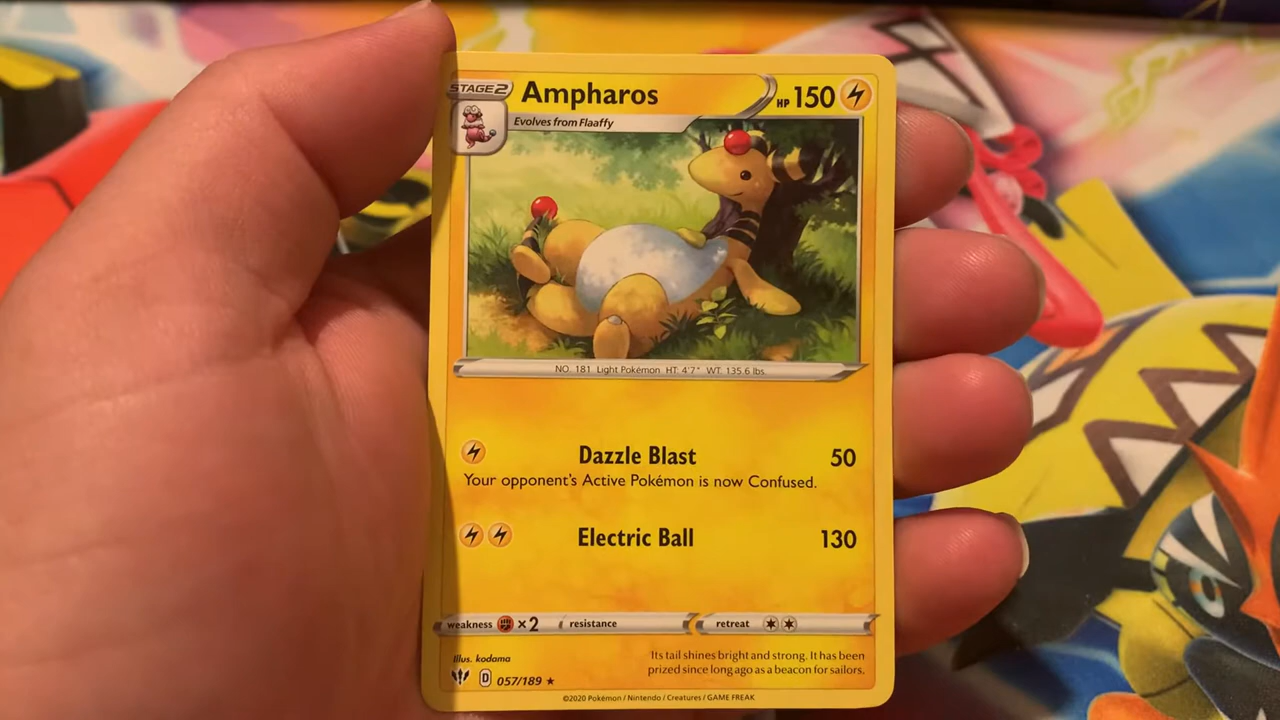 STAGE 2 Ampharos HP 150
Evolves from Flaaffy
NO. 181 Light Pokémon HT: 4'7" WT: 135.6 lbs.
Dazzle Blast 50
Your opponent's Active Pokémon is now Confused.
Electric Ball 130
weakness ×2 resistance retreat
Its tail shines bright and strong. It has been
prized since long ago as a beacon for sailors.
Illus. kodama
D 057/189 ★
©2020 Pokémon / Nintendo / Creatures / GAME FREAK